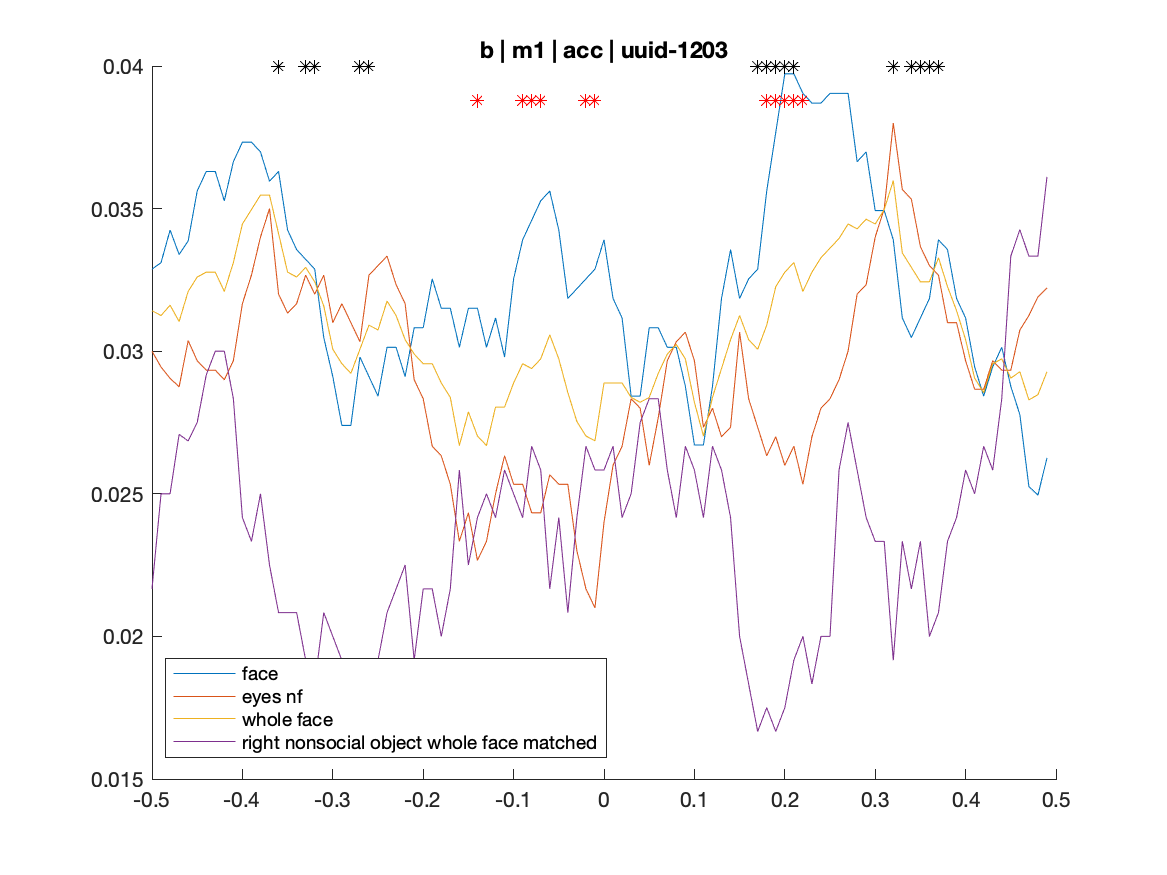 b | m1 | acc | uuid-1203
0.04
0.035
0.03
0.025
0.02
0.015
face
eyes nf
whole face
right nonsocial object whole face matched
-0.5 -0.4 -0.3 -0.2 -0.1 0 0.1 0.2 0.3 0.4 0.5